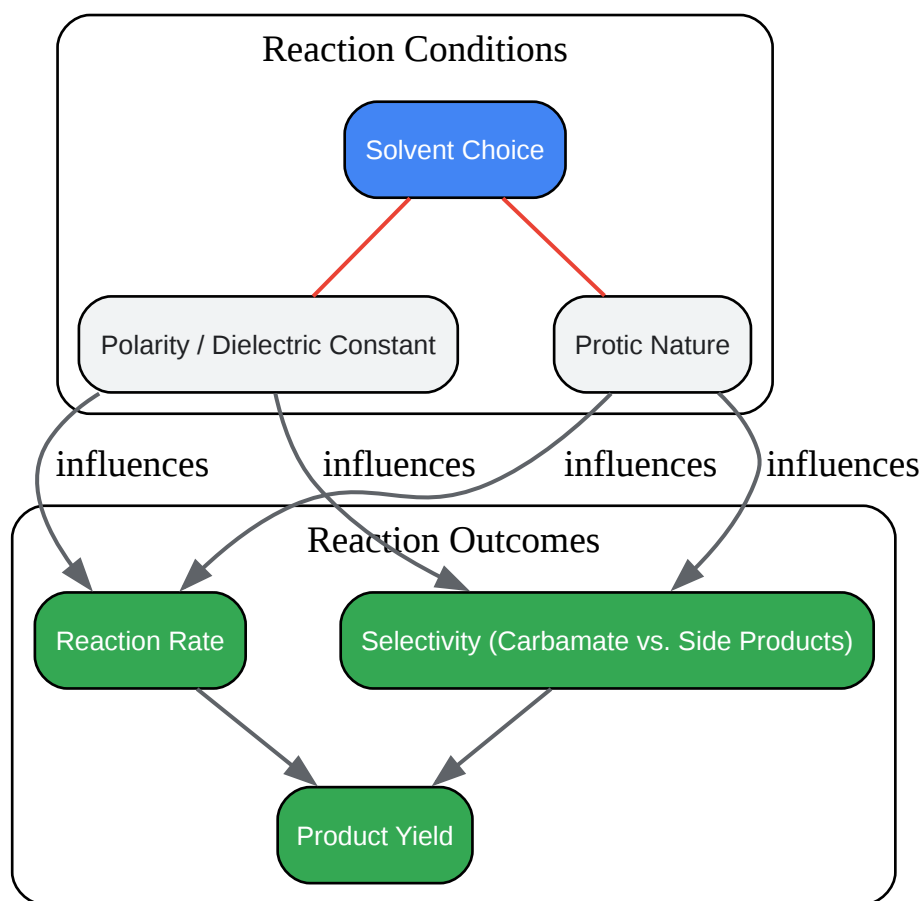 Reaction Conditions
Solvent Choice
Polarity / Dielectric Constant
Protic Nature
influences
influences
influences
influences
Reaction Outcomes
Reaction Rate
Selectivity (Carbamate vs. Side Products)
Product Yield